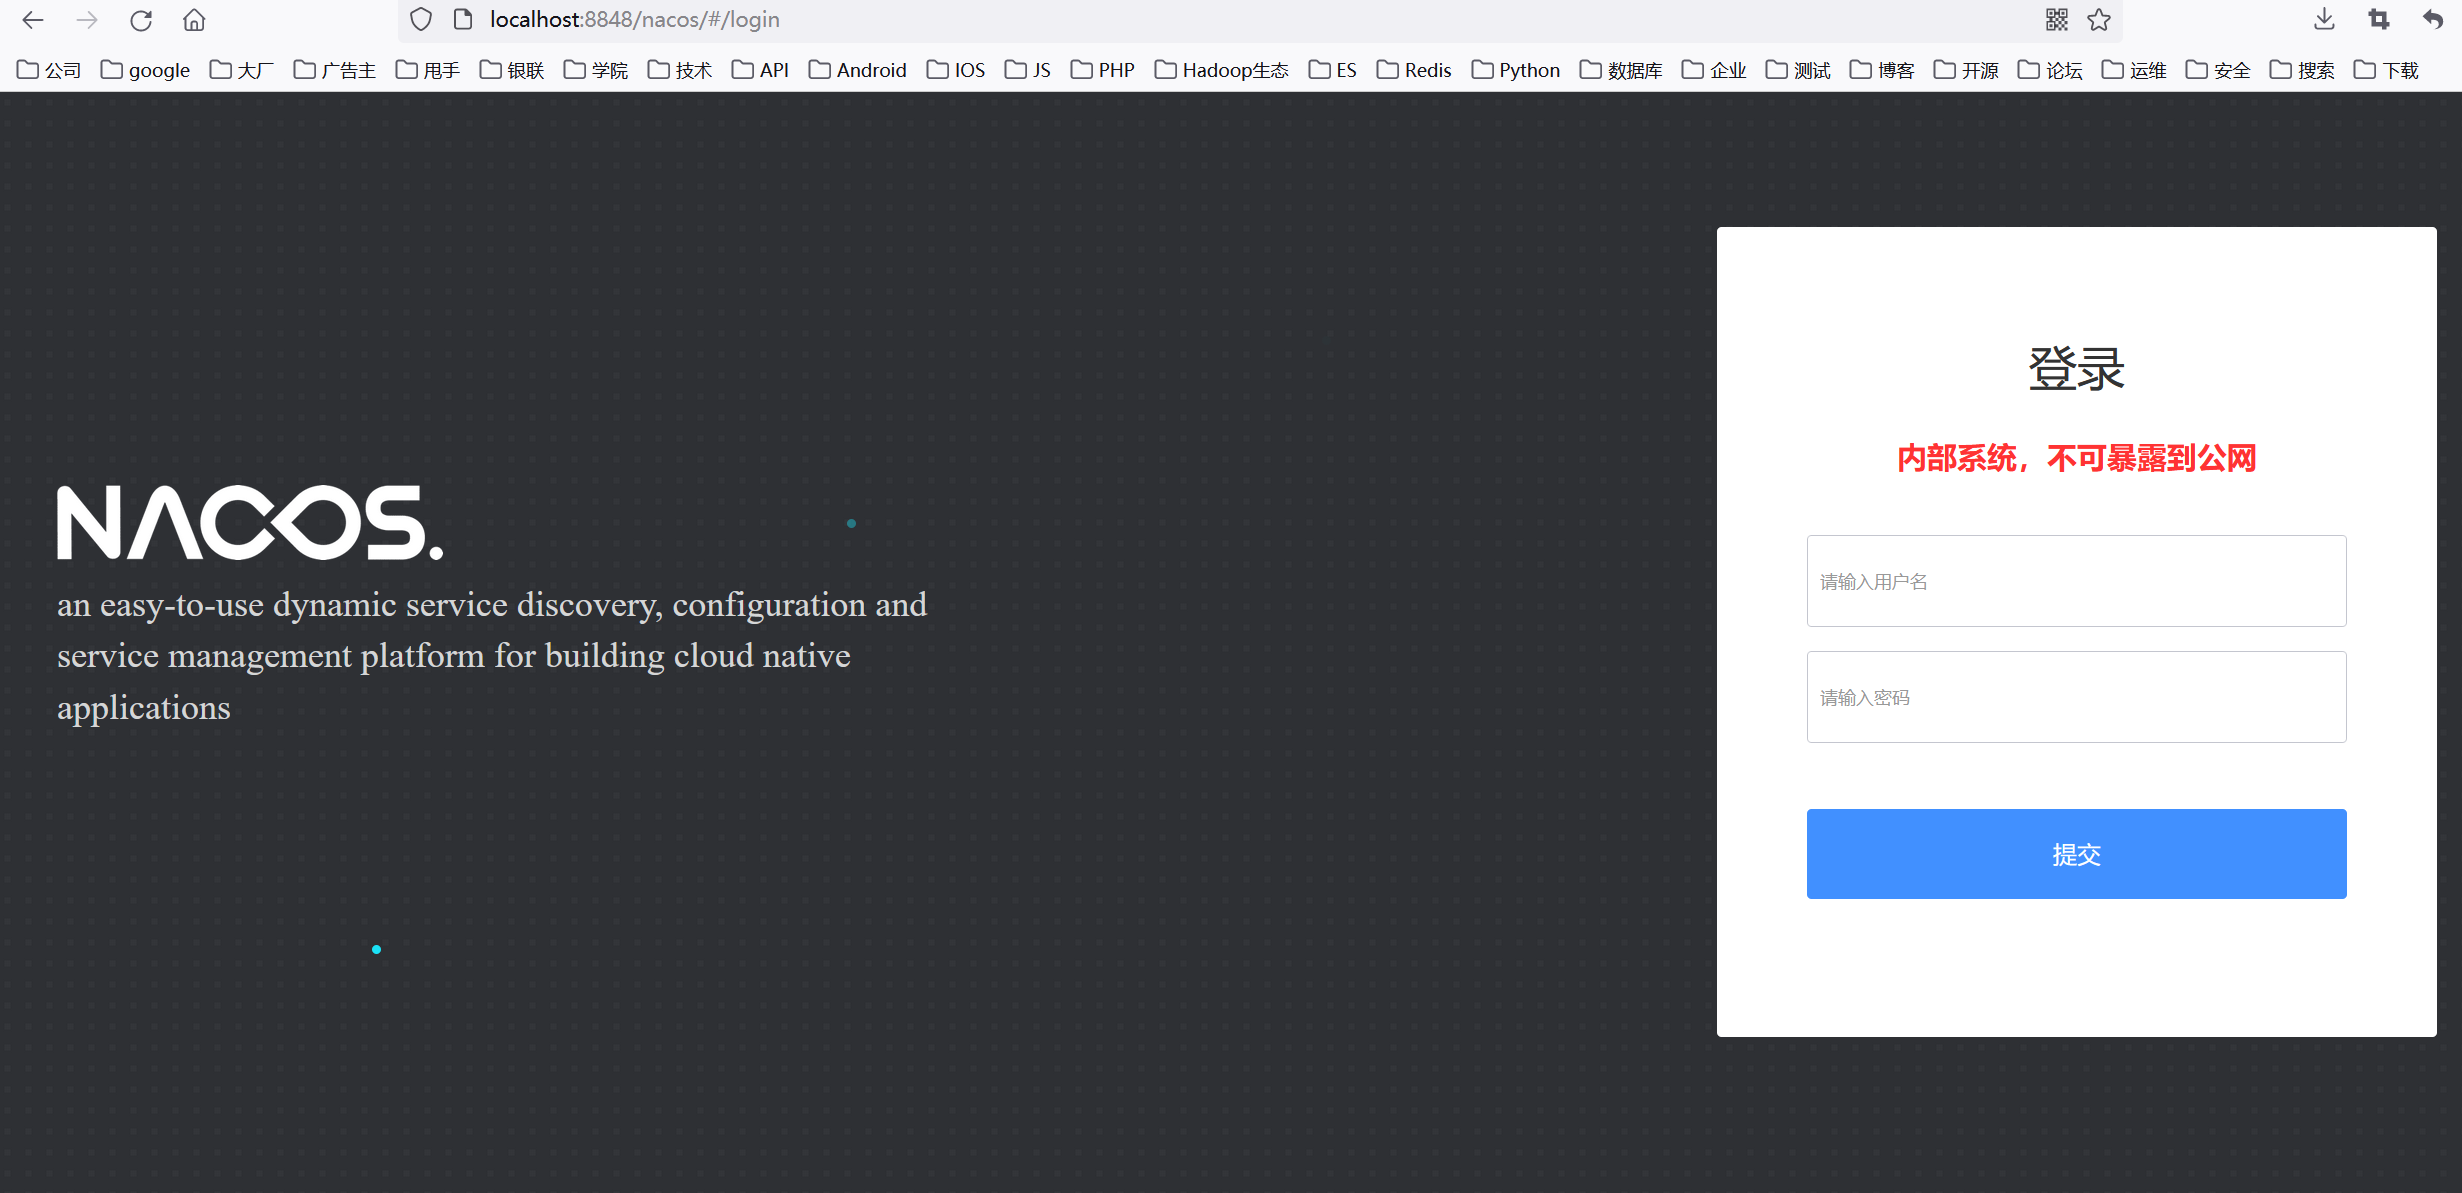 localhost:8848/nacos/#/login
公司 google 大厂 广告主 甩手 银联 学院 技术 API Android IOS JS PHP Hadoop生态 ES Redis Python 数据库 企业 测试 博客 开源 论坛 运维 安全 搜索 下载
NACOS.
an easy-to-use dynamic service discovery, configuration and
service management platform for building cloud native
applications
登录
内部系统，不可暴露到公网
请输入用户名
请输入密码
提交